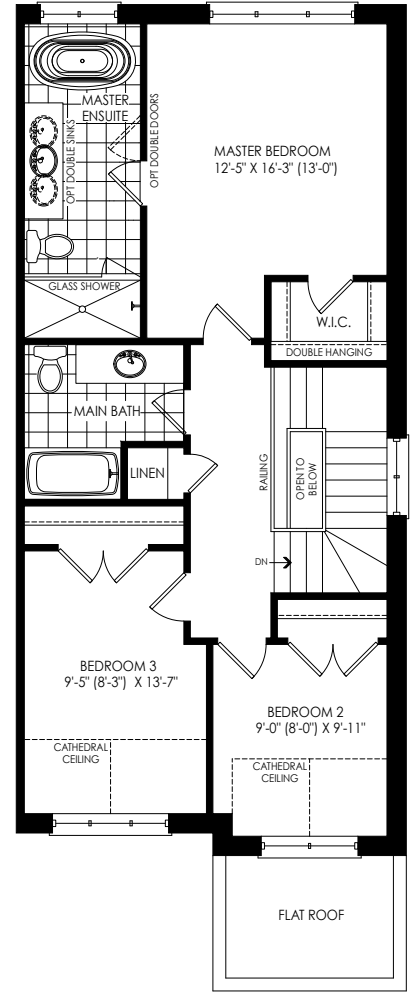 MASTER
ENSUITE
OPT DOUBLE SINKS
OPT DOUBLE DOORS
MASTER BEDROOM
12'-5" X 16'-3" (13'-0")
GLASS SHOWER
W.I.C.
DOUBLE HANGING
MAIN BATH
LINEN
RAILING
OPEN TO
BELOW
DN
BEDROOM 3
9'-5" (8'-3") X 13'-7"
CATHEDRAL
CEILING
BEDROOM 2
9'-0" (8'-0") X 9'-11"
CATHEDRAL
CEILING
FLAT ROOF